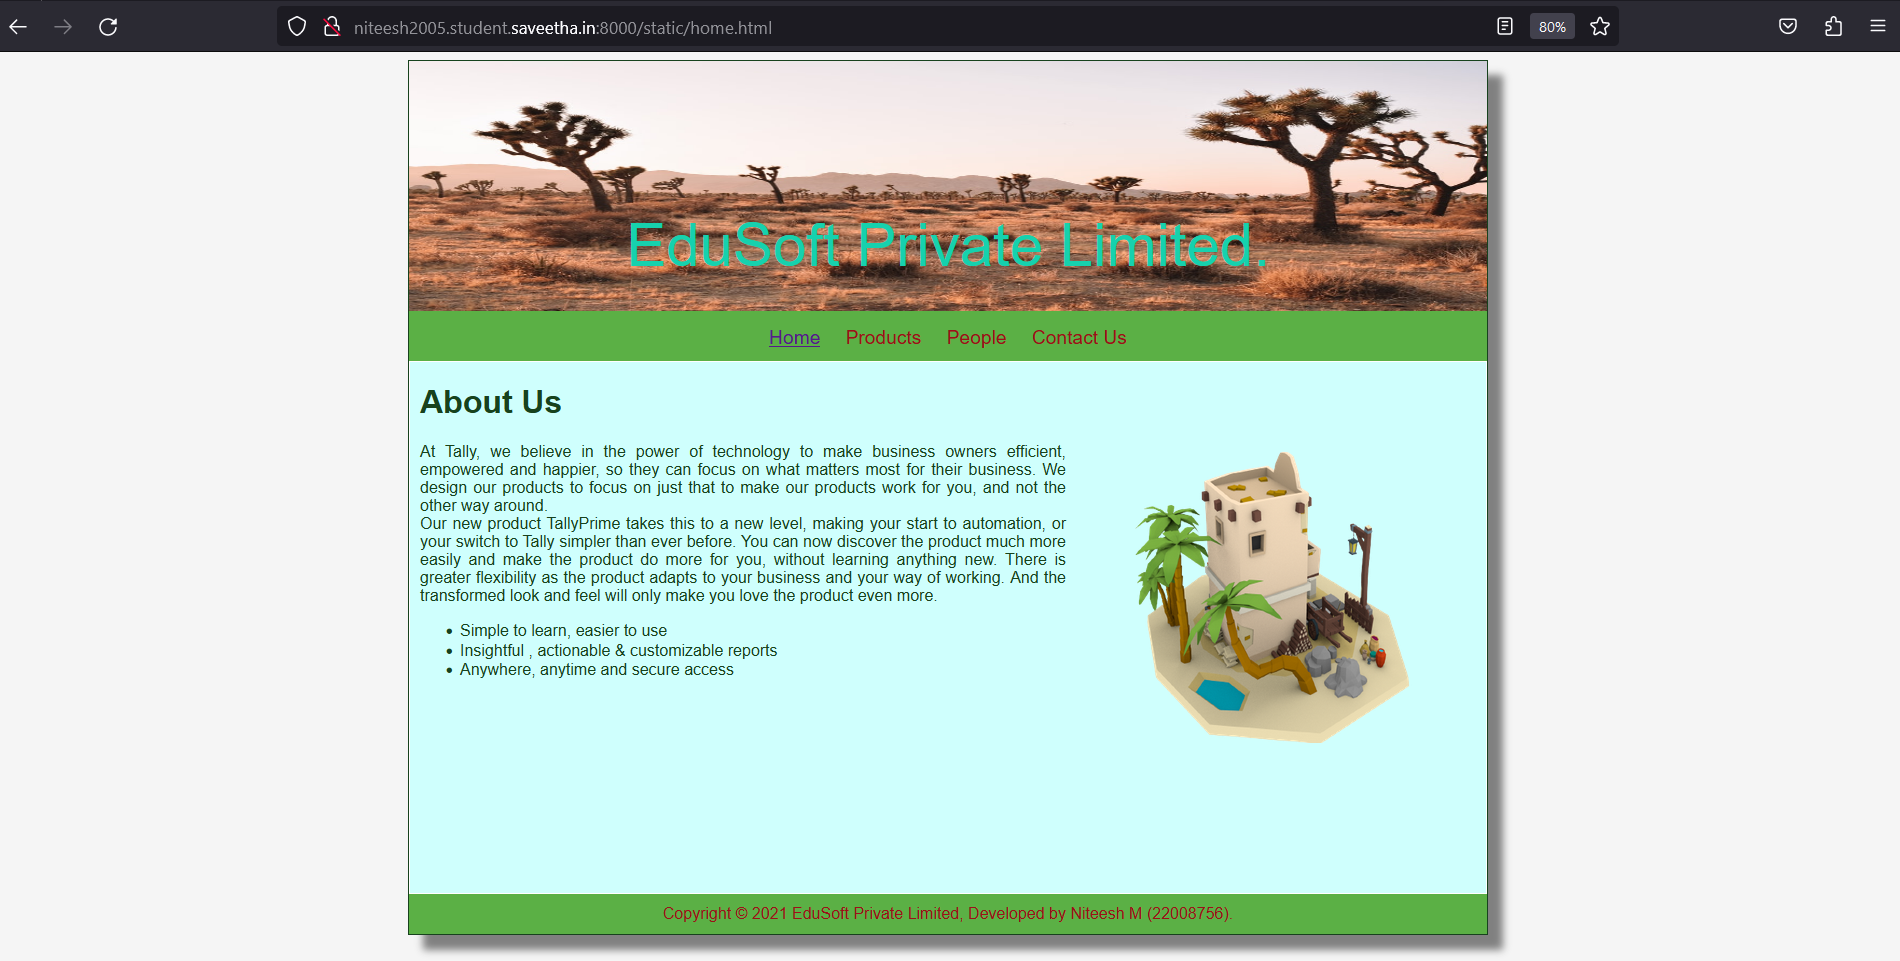 niteesh2005.student.saveetha.in:8000/static/home.html
80%
EduSoft Private Limited.
Home Products People Contact Us
About Us
At Tally, we believe in the power of technology to make business owners efficient,
empowered and happier, so they can focus on what matters most for their business. We
design our products to focus on just that to make our products work for you, and not the
other way around.
Our new product TallyPrime takes this to a new level, making your start to automation, or
your switch to Tally simpler than ever before. You can now discover the product much more
easily and make the product do more for you, without learning anything new. There is
greater flexibility as the product adapts to your business and your way of working. And the
transformed look and feel will only make you love the product even more.
• Simple to learn, easier to use
• Insightful , actionable & customizable reports
• Anywhere, anytime and secure access
Copyright © 2021 EduSoft Private Limited, Developed by Niteesh M (22008756).